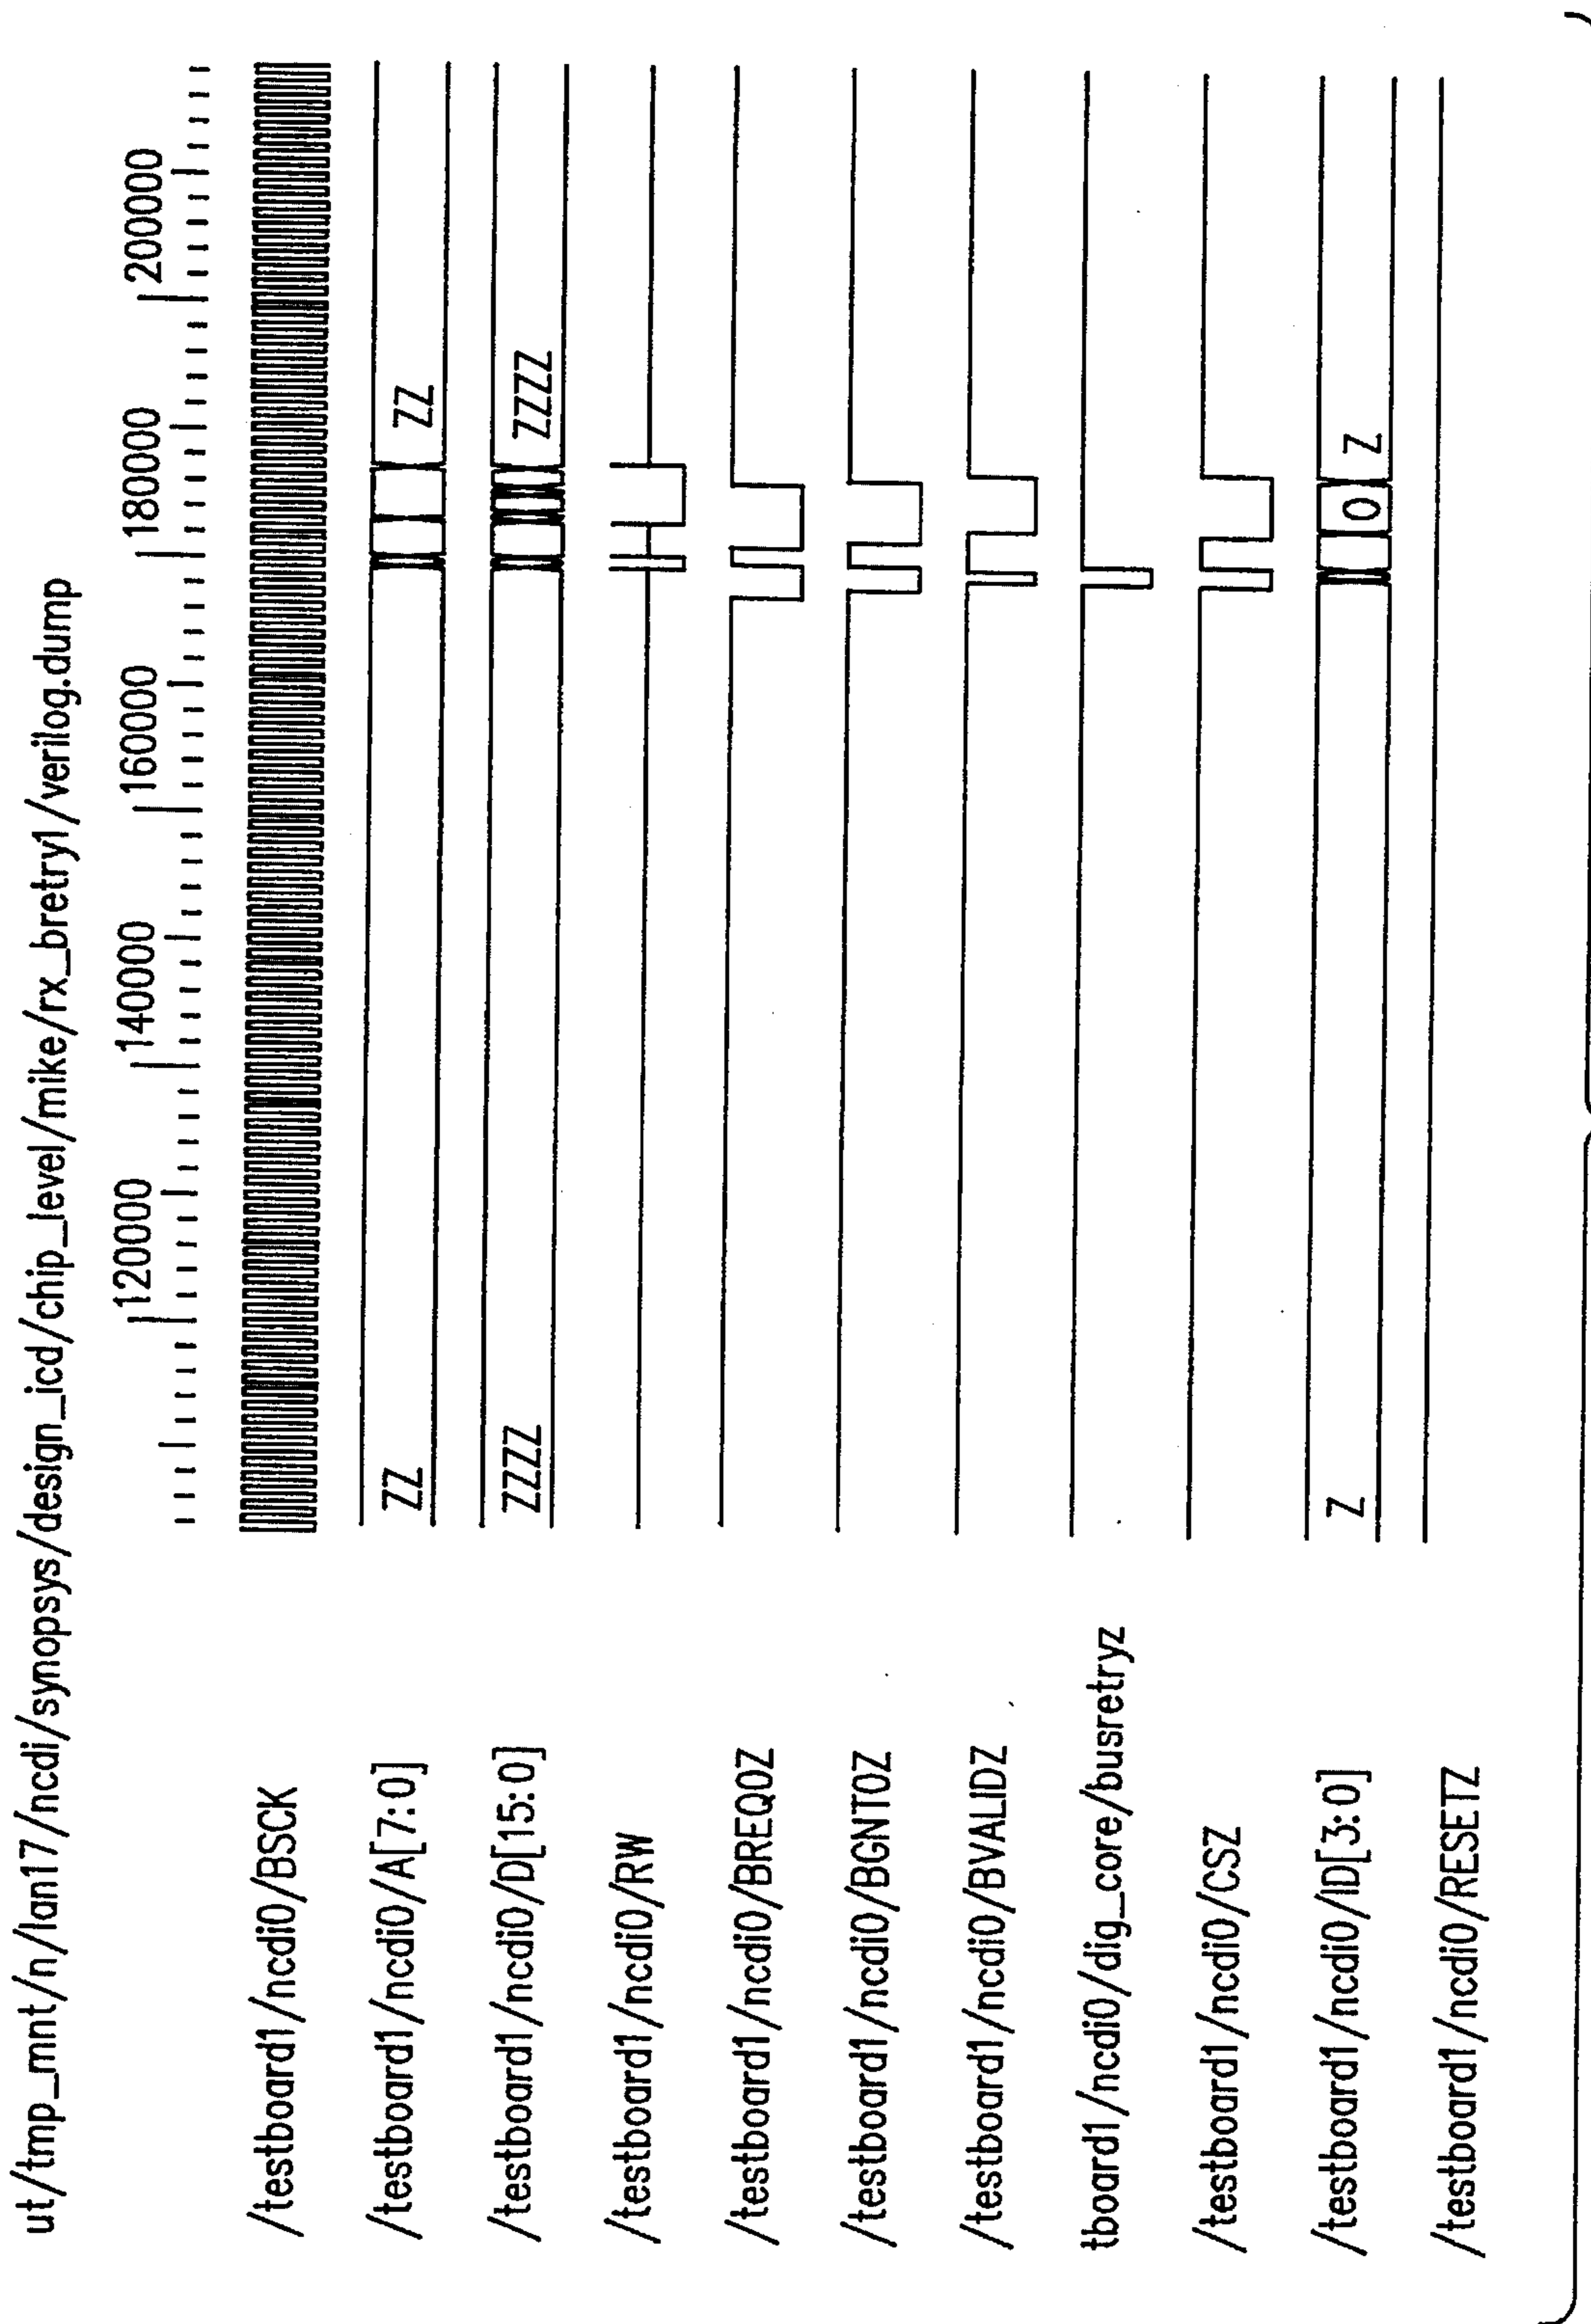 ut/tmp_mnt/n/lan17/ncdi/synopsys/design_icd/chip_level/mike/rx_bretry1/verilog.dump
120000 140000 160000 180000 200000
/testboard1/ncdi0/BSCK
/testboard1/ncdi0/A[7:0] ZZ ZZ
/testboard1/ncdi0/D[15:0] ZZZZ ZZZZ
/testboard1/ncdi0/RW
/testboard1/ncdi0/BREQ0Z
/testboard1/ncdi0/BGNT0Z
/testboard1/ncdi0/BVALIDZ
tboard1/ncdi0/dig_core/busretryz
/testboard1/ncdi0/CSZ
/testboard1/ncdi0/ID[3:0] Z 0 Z
/testboard1/ncdi0/RESETZ